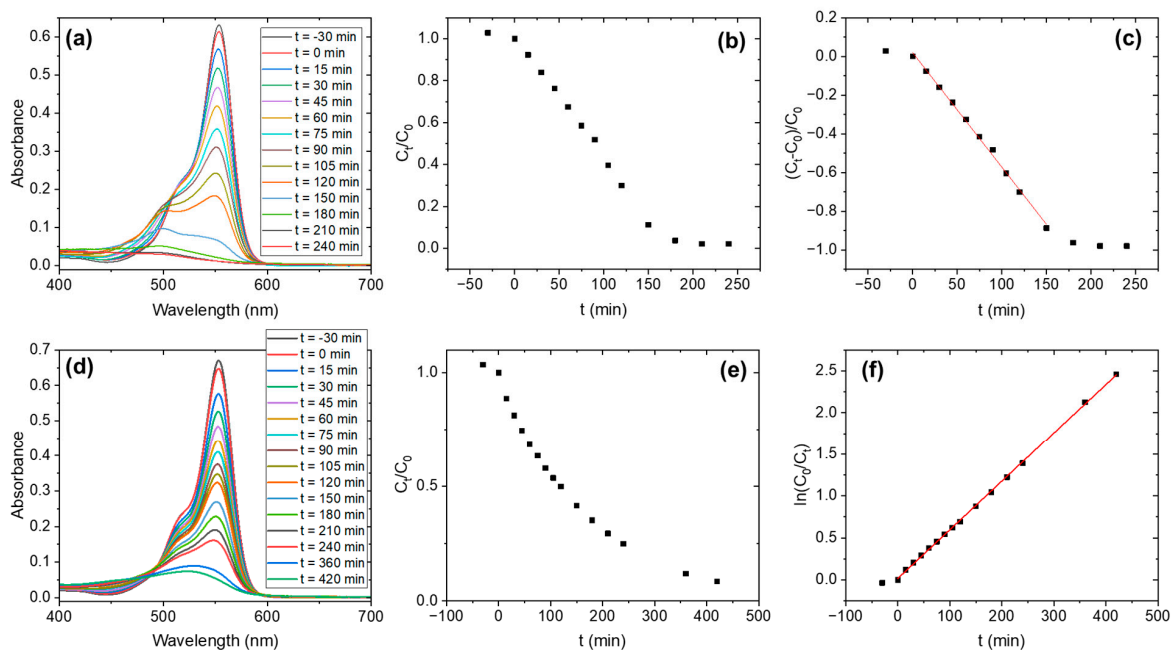 (a)
0.6
0.5
0.4
0.3
0.2
0.1
0.0
Absorbance
400
500
600
700
Wavelength (nm)
t = -30 min
t = 0 min
t = 15 min
t = 30 min
t = 45 min
t = 60 min
t = 75 min
t = 90 min
t = 105 min
t = 120 min
t = 150 min
t = 180 min
t = 210 min
t = 240 min
(b)
1.0
0.8
0.6
0.4
0.2
0.0
Ct/C0
−50
0
50
100
150
200
250
t (min)
(c)
0.2
0.0
−0.2
−0.4
−0.6
−0.8
−1.0
(Ct-C0)/C0
−50
0
50
100
150
200
250
t (min)
(d)
0.7
0.6
0.5
0.4
0.3
0.2
0.1
0.0
Absorbance
400
500
600
700
Wavelength (nm)
t = -30 min
t = 0 min
t = 15 min
t = 30 min
t = 45 min
t = 60 min
t = 75 min
t = 90 min
t = 105 min
t = 120 min
t = 150 min
t = 180 min
t = 210 min
t = 240 min
t = 360 min
t = 420 min
(e)
1.0
0.5
0.0
Ct/C0
−100
0
100
200
300
400
500
t (min)
(f)
2.5
2.0
1.5
1.0
0.5
0.0
ln(C0/Ct)
−100
0
100
200
300
400
500
t (min)